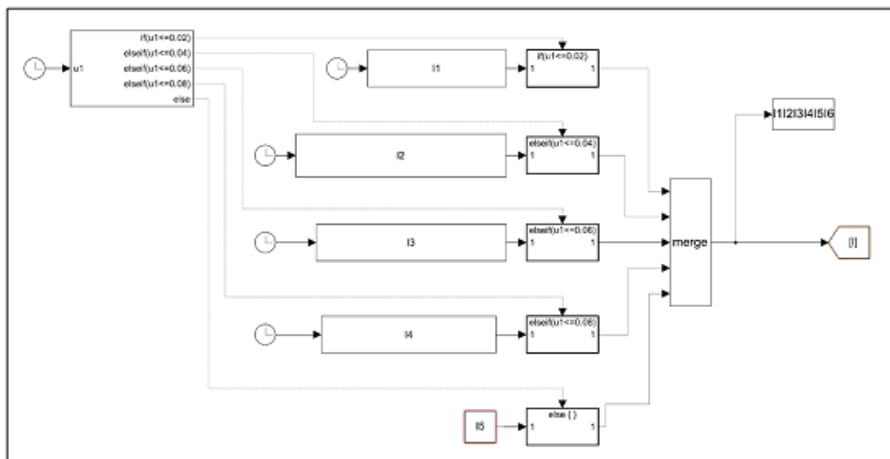 u1
if(u1<=0.02)
elseif(u1<=0.04)
elseif(u1<=0.06)
elseif(u1<=0.08)
else
I1
if(u1<=0.02)
1 1
I1I2I3I4I5I6
I2
elseif(u1<=0.04)
1 1
I3
elseif(u1<=0.06)
1 1
merge
[I]
I4
elseif(u1<=0.08)
1 1
I5
else { }
1 1